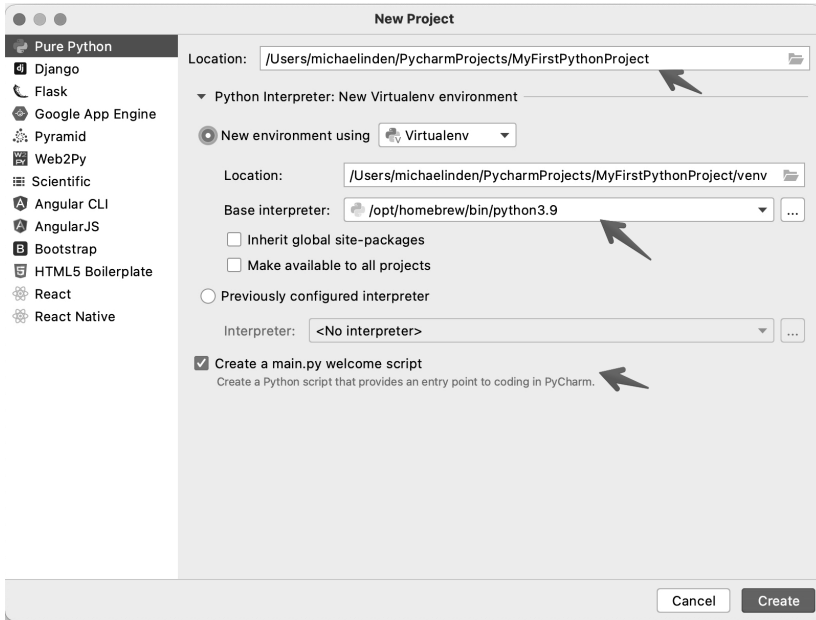 New Project
Pure Python
Django
Flask
Google App Engine
Pyramid
Web2Py
Scientific
Angular CLI
AngularJS
Bootstrap
HTML5 Boilerplate
React
React Native
Location: /Users/michaelinden/PycharmProjects/MyFirstPythonProject
Python Interpreter: New Virtualenv environment
New environment using Virtualenv
Location: /Users/michaelinden/PycharmProjects/MyFirstPythonProject/venv
Base interpreter: /opt/homebrew/bin/python3.9 ...
Inherit global site-packages
Make available to all projects
Previously configured interpreter
Interpreter: <No interpreter> ...
Create a main.py welcome script
Create a Python script that provides an entry point to coding in PyCharm.
Cancel Create